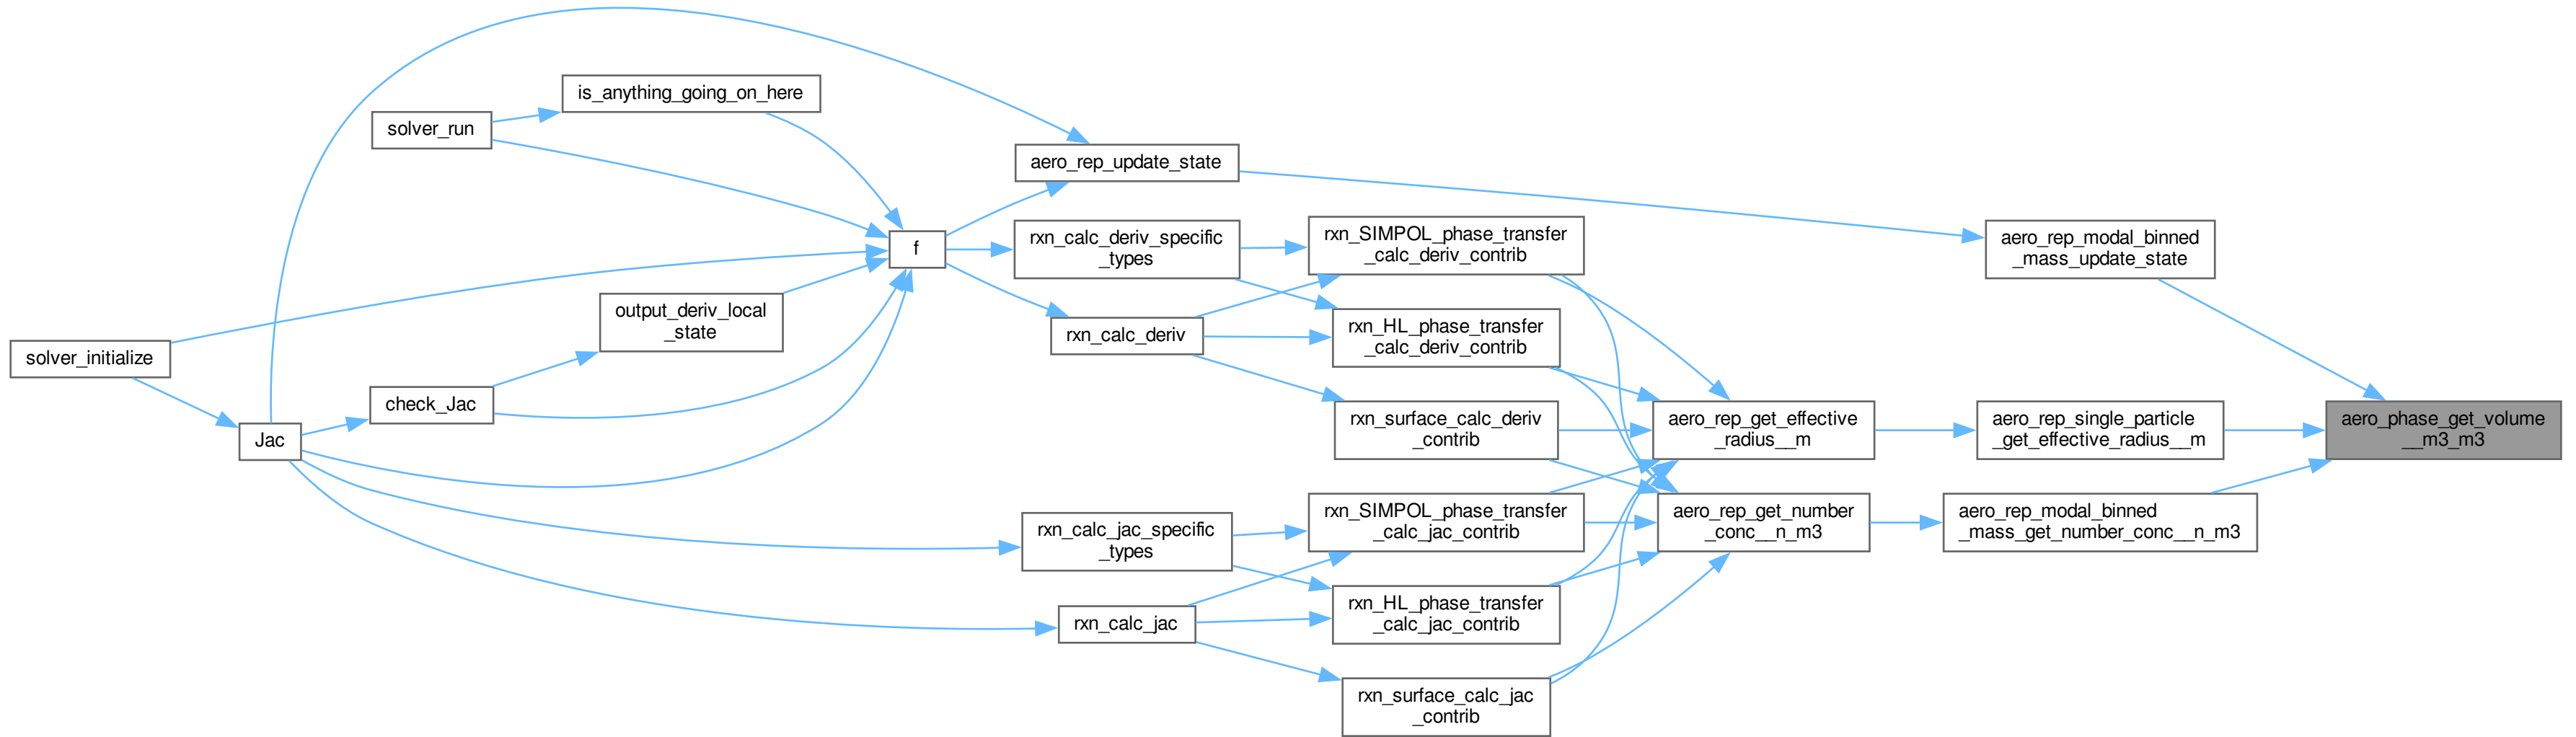 is_anything_going_on_here
solver_run
aero_rep_update_state
rxn_calc_deriv_specific
_types
f
rxn_SIMPOL_phase_transfer
_calc_deriv_contrib
aero_rep_modal_binned
_mass_update_state
output_deriv_local
_state
rxn_calc_deriv
rxn_HL_phase_transfer
_calc_deriv_contrib
solver_initialize
check_Jac
Jac
rxn_surface_calc_deriv
_contrib
aero_rep_get_effective
_radius__m
aero_rep_single_particle
_get_effective_radius__m
aero_phase_get_volume
__m3_m3
rxn_calc_jac_specific
_types
rxn_SIMPOL_phase_transfer
_calc_jac_contrib
aero_rep_get_number
_conc__n_m3
aero_rep_modal_binned
_mass_get_number_conc__n_m3
rxn_calc_jac
rxn_HL_phase_transfer
_calc_jac_contrib
rxn_surface_calc_jac
_contrib